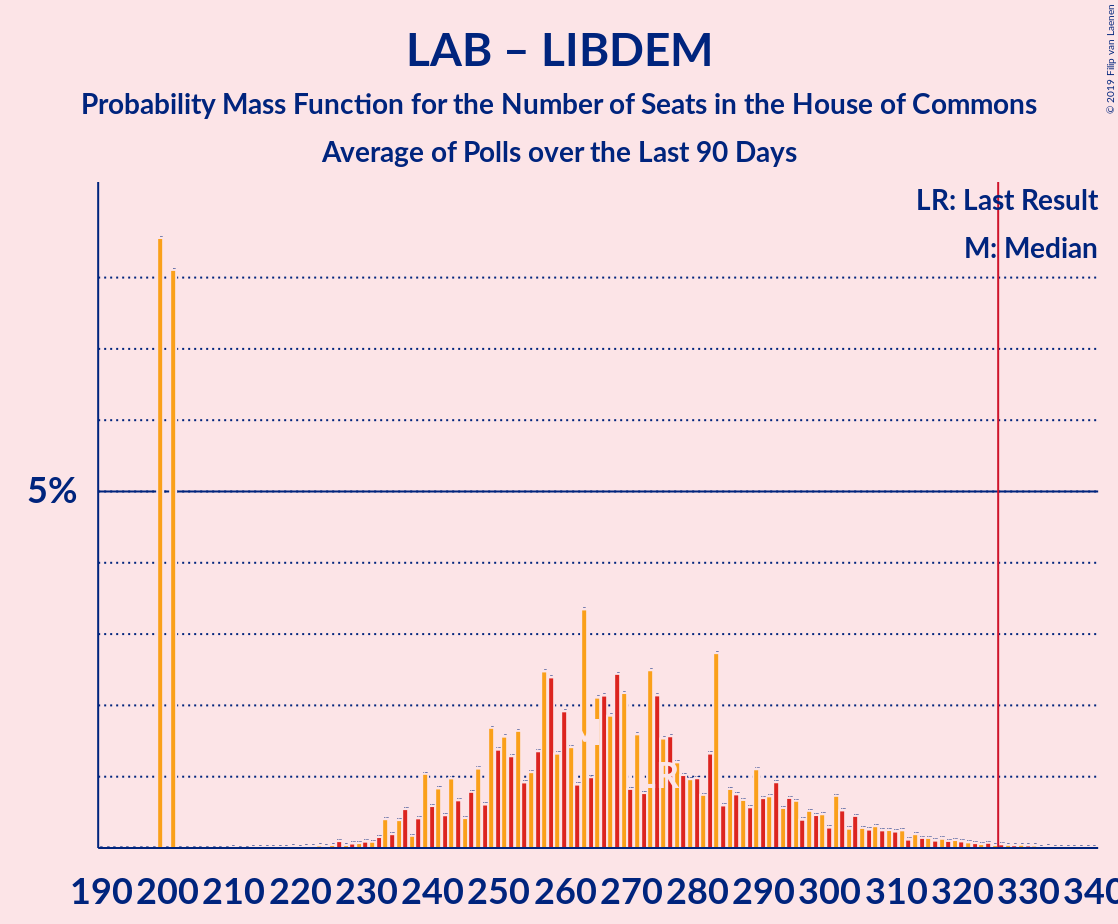 LAB – LIBDEM
Probability Mass Function for the Number of Seats in the House of Commons
Average of Polls over the Last 90 Days
© 2019 Filip van Laenen
LR: Last Result
M: Median
5%
M
LR
190 200 210 220 230 240 250 260 270 280 290 300 310 320 330 340